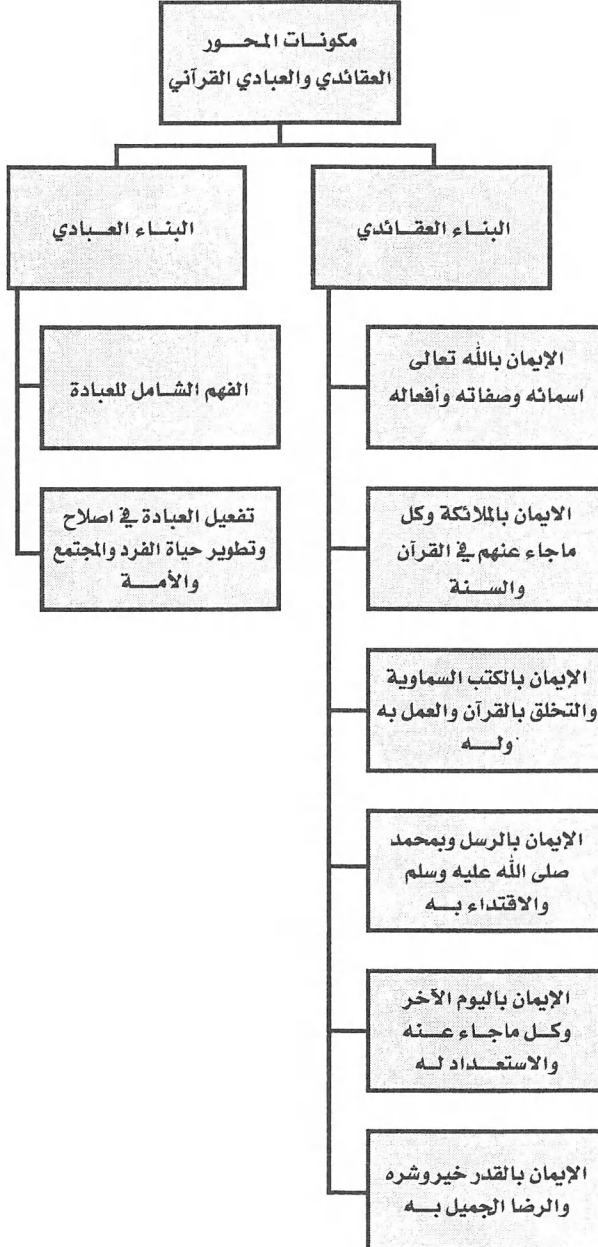 مكونات المحور
العقائدي والعبادي القرآني
البناء العقائدي
الإيمان بالله تعالى
اسمائه وصفاته وأفعاله
الايمان بالملائكة وكل
ماجاء عنهم في القرآن
والسنة
الإيمان بالكتب السماوية
والتخلق بالقرآن والعمل به
وله
الإيمان بالرسل وبمحمد
صلى الله عليه وسلم
والاقتداء به
الإيمان باليوم الآخر
وكل ماجاء عنه
والاستعداد له
الإيمان بالقدر خيروشره
والرضا الجميل به
البناء العبادي
الفهم الشامل للعبادة
تفعيل العبادة في اصلاح
وتطوير حياة الفرد والمجتمع
والأمة